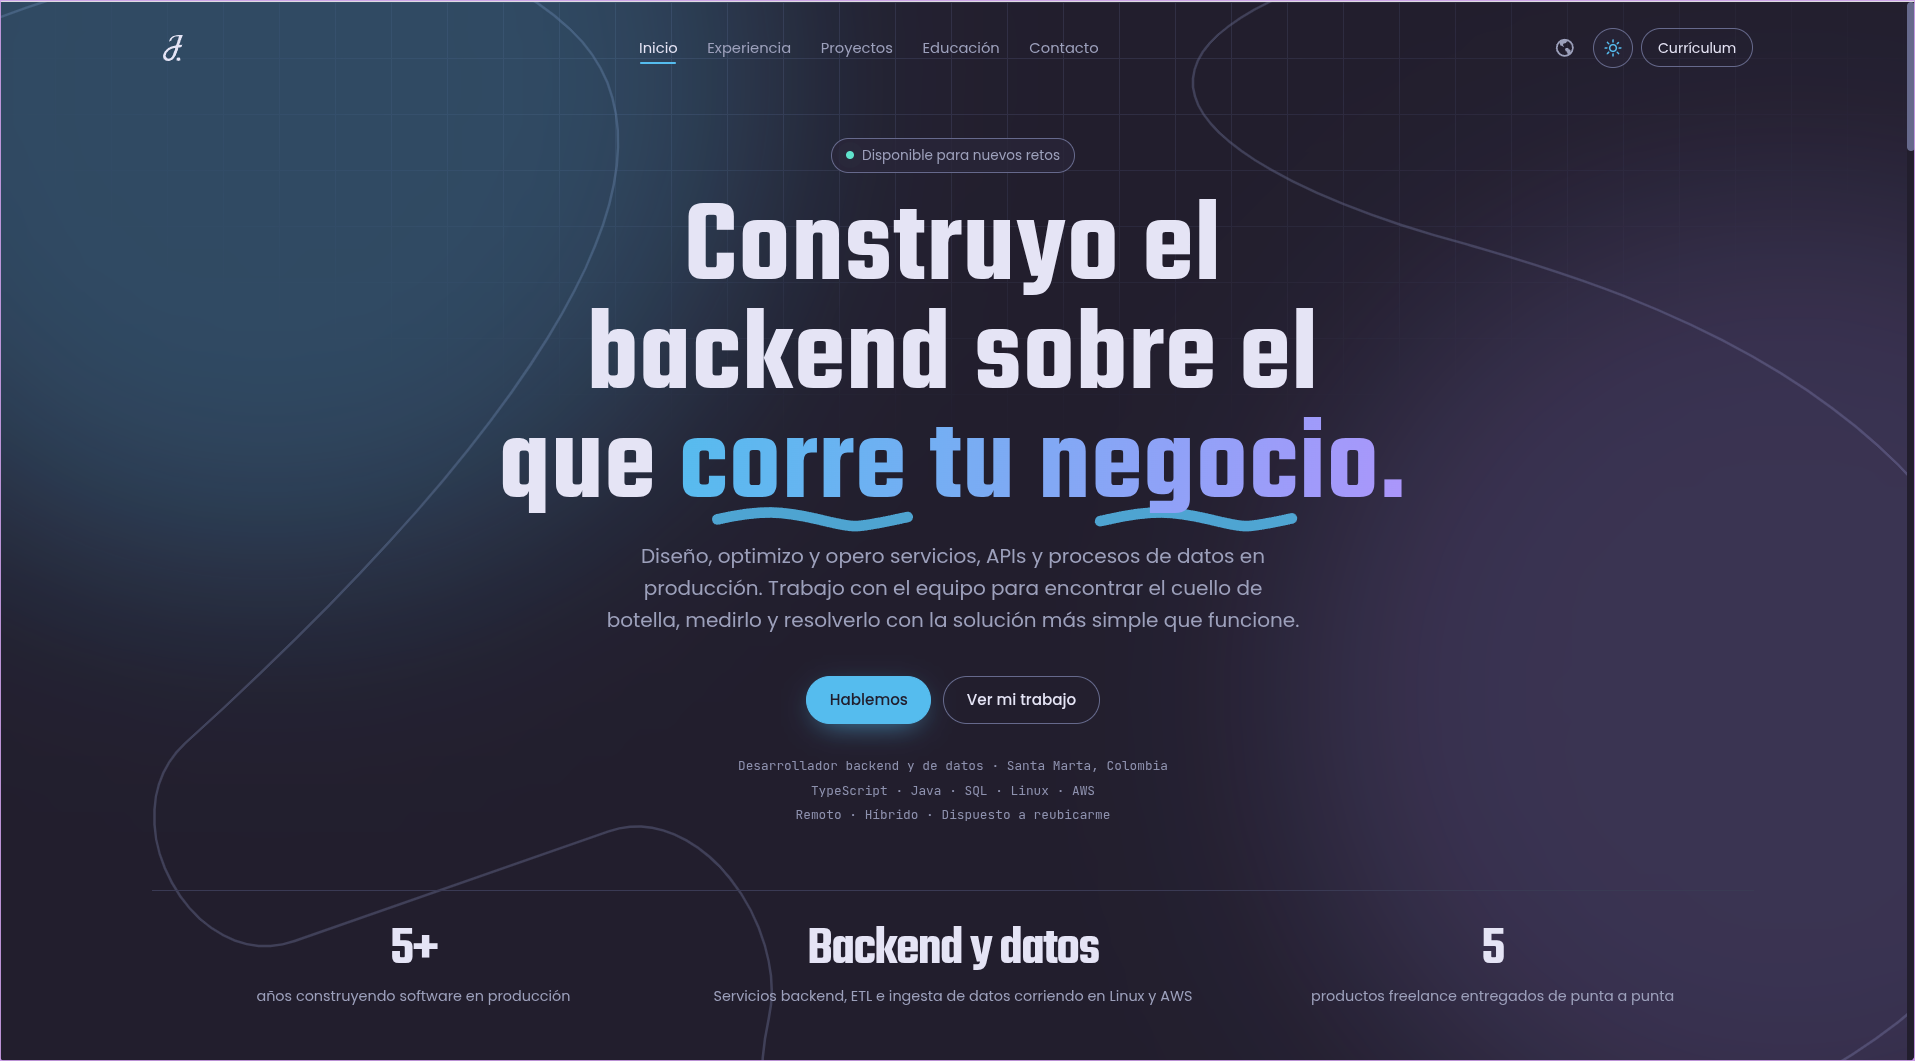 J.
Inicio Experiencia Proyectos Educación Contacto
Currículum
Disponible para nuevos retos
Construyo el
backend sobre el
que corre tu negocio.
Diseño, optimizo y opero servicios, APIs y procesos de datos en
producción. Trabajo con el equipo para encontrar el cuello de
botella, medirlo y resolverlo con la solución más simple que funcione.
Hablemos Ver mi trabajo
Desarrollador backend y de datos · Santa Marta, Colombia
TypeScript · Java · SQL · Linux · AWS
Remoto · Híbrido · Dispuesto a reubicarme
5+ Backend y datos 5
años construyendo software en producción Servicios backend, ETL e ingesta de datos corriendo en Linux y AWS productos freelance entregados de punta a punta